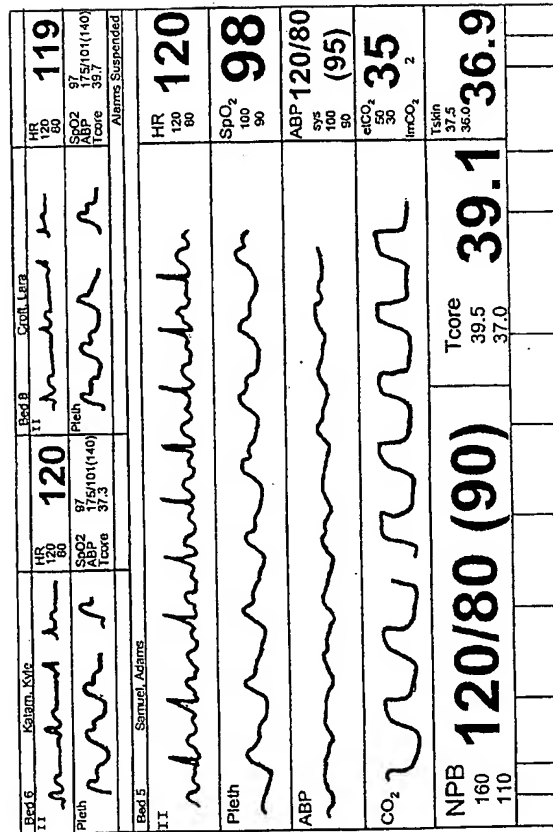 Bed 6 Katam, Kyle
II
HR
120
60
120
Pleth
SpO2 97
ABP 175/101(140)
Tcore 37.3
Bed 8 Croft, Lara
II
HR
120
60
119
Pleth
SpO2 97
ABP 175/101(140)
Tcore 39.7
Alarms Suspended
Bed 5 Samuel, Adams
II
HR
120
60
120
Pleth
SpO2
100
90
98
ABP
ABP 120/80
sys
100
90
(95)
CO2
etCO2
50
30
35
ImCO2 2
NPB
160
110
120/80 (90)
Tcore
39.5
37.0
39.1
Tskin
37.5
36.0
36.9